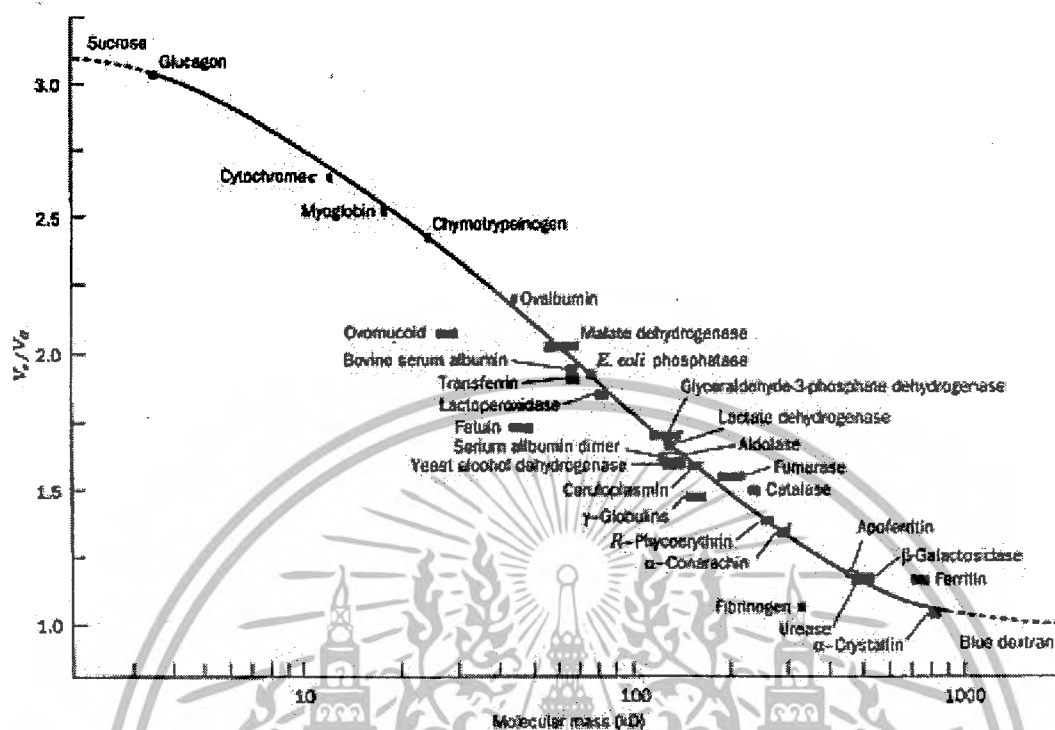 Sucrose
Glucagon
3.0
Cytochrome c
Myoglobin
Chymotrypsinogen
2.5
Ovalbumin
Ovomucoid
Malate dehydrogenase
2.0
Bovine serum albumin
E. coli phosphatase
Transferrin
Glyceraldehyde-3-phosphate dehydrogenase
Lactoperoxidase
Lactate dehydrogenase
Fetuin
Serium albumin dimer
Aldolase
Yeast alcohol dehydrogenase
Fumarase
Ceruloplasmin
Catalase
1.5
γ-Globulins
R-Phycoerythrin
Apoferritin
α-Conarachin
β-Galactosidase
Ferritin
Fibrinogen
1.0
Urease
α-Crystallin
Blue dextran
10
100
1000
Molecular mass (kD)